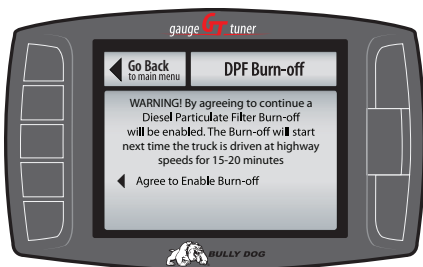 gauge GT tuner
Go Back
to main menu
DPF Burn-off
WARNING! By agreeing to continue a
Diesel Particulate Filter Burn-off
will be enabled. The Burn-off will start
next time the truck is driven at highway
speeds for 15-20 minutes
Agree to Enable Burn-off
BULLY DOG